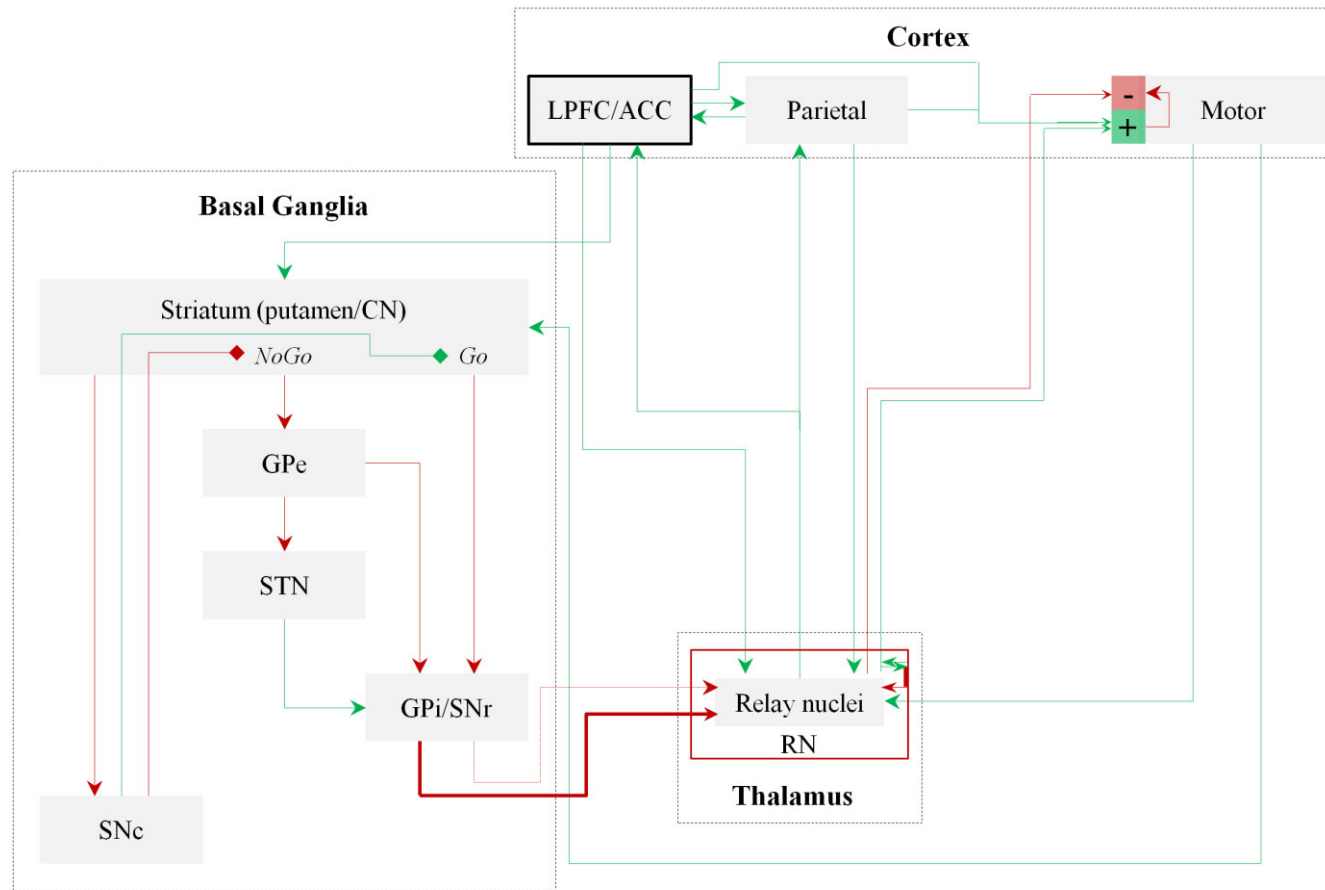 Cortex
LPFC/ACC
Parietal
-
+
Motor
Basal Ganglia
Striatum (putamen/CN)
NoGo
Go
GPe
STN
GPi/SNr
Relay nuclei
RN
Thalamus
SNc